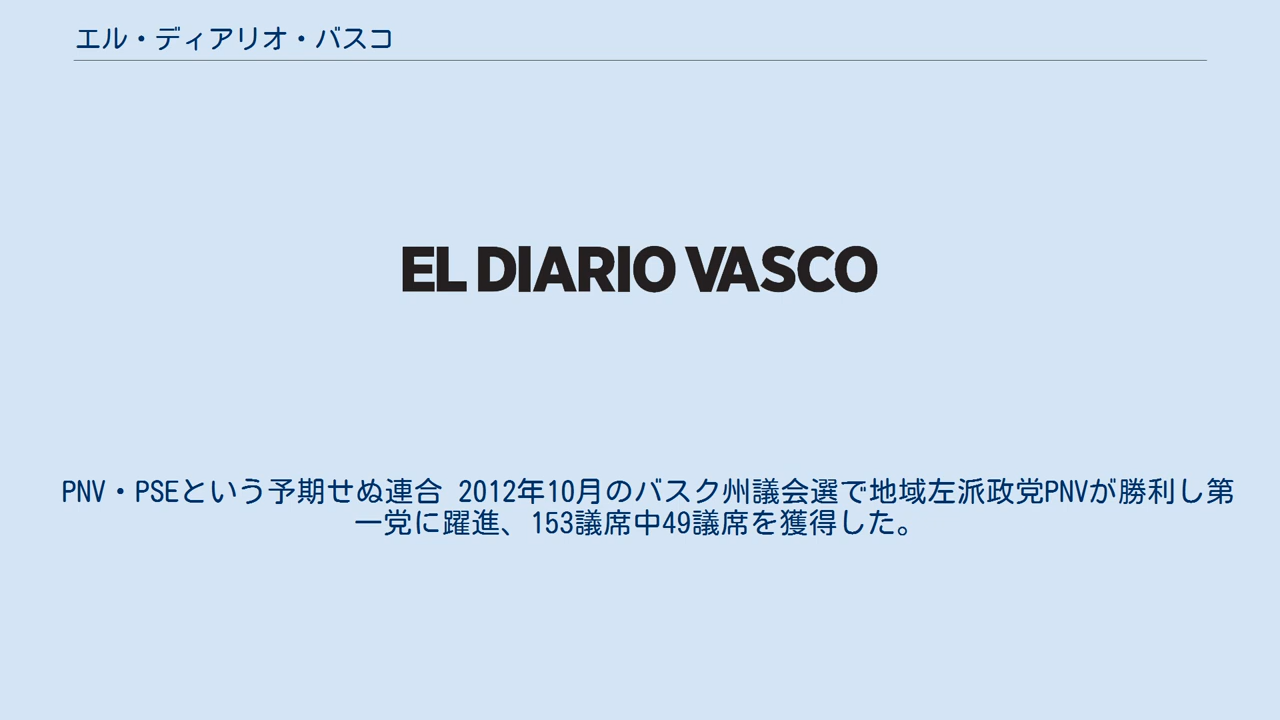 エル・ディアリオ・バスコ
EL DIARIO VASCO
PNV・PSEという予期せぬ連合 2012年10月のバスク州議会選で地域左派政党PNVが勝利し第
一党に躍進、153議席中49議席を獲得した。